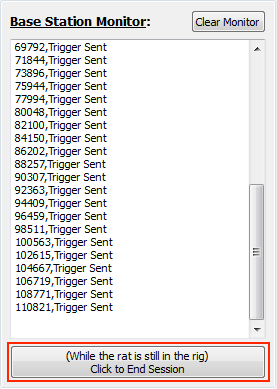 Base Station Monitor:
Clear Monitor
69792,Trigger Sent
71844,Trigger Sent
73896,Trigger Sent
75944,Trigger Sent
77994,Trigger Sent
80048,Trigger Sent
82100,Trigger Sent
84150,Trigger Sent
86202,Trigger Sent
88257,Trigger Sent
90307,Trigger Sent
92363,Trigger Sent
94409,Trigger Sent
96459,Trigger Sent
98511,Trigger Sent
100563,Trigger Sent
102615,Trigger Sent
104667,Trigger Sent
106719,Trigger Sent
108771,Trigger Sent
110821,Trigger Sent
(While the rat is still in the rig)
Click to End Session